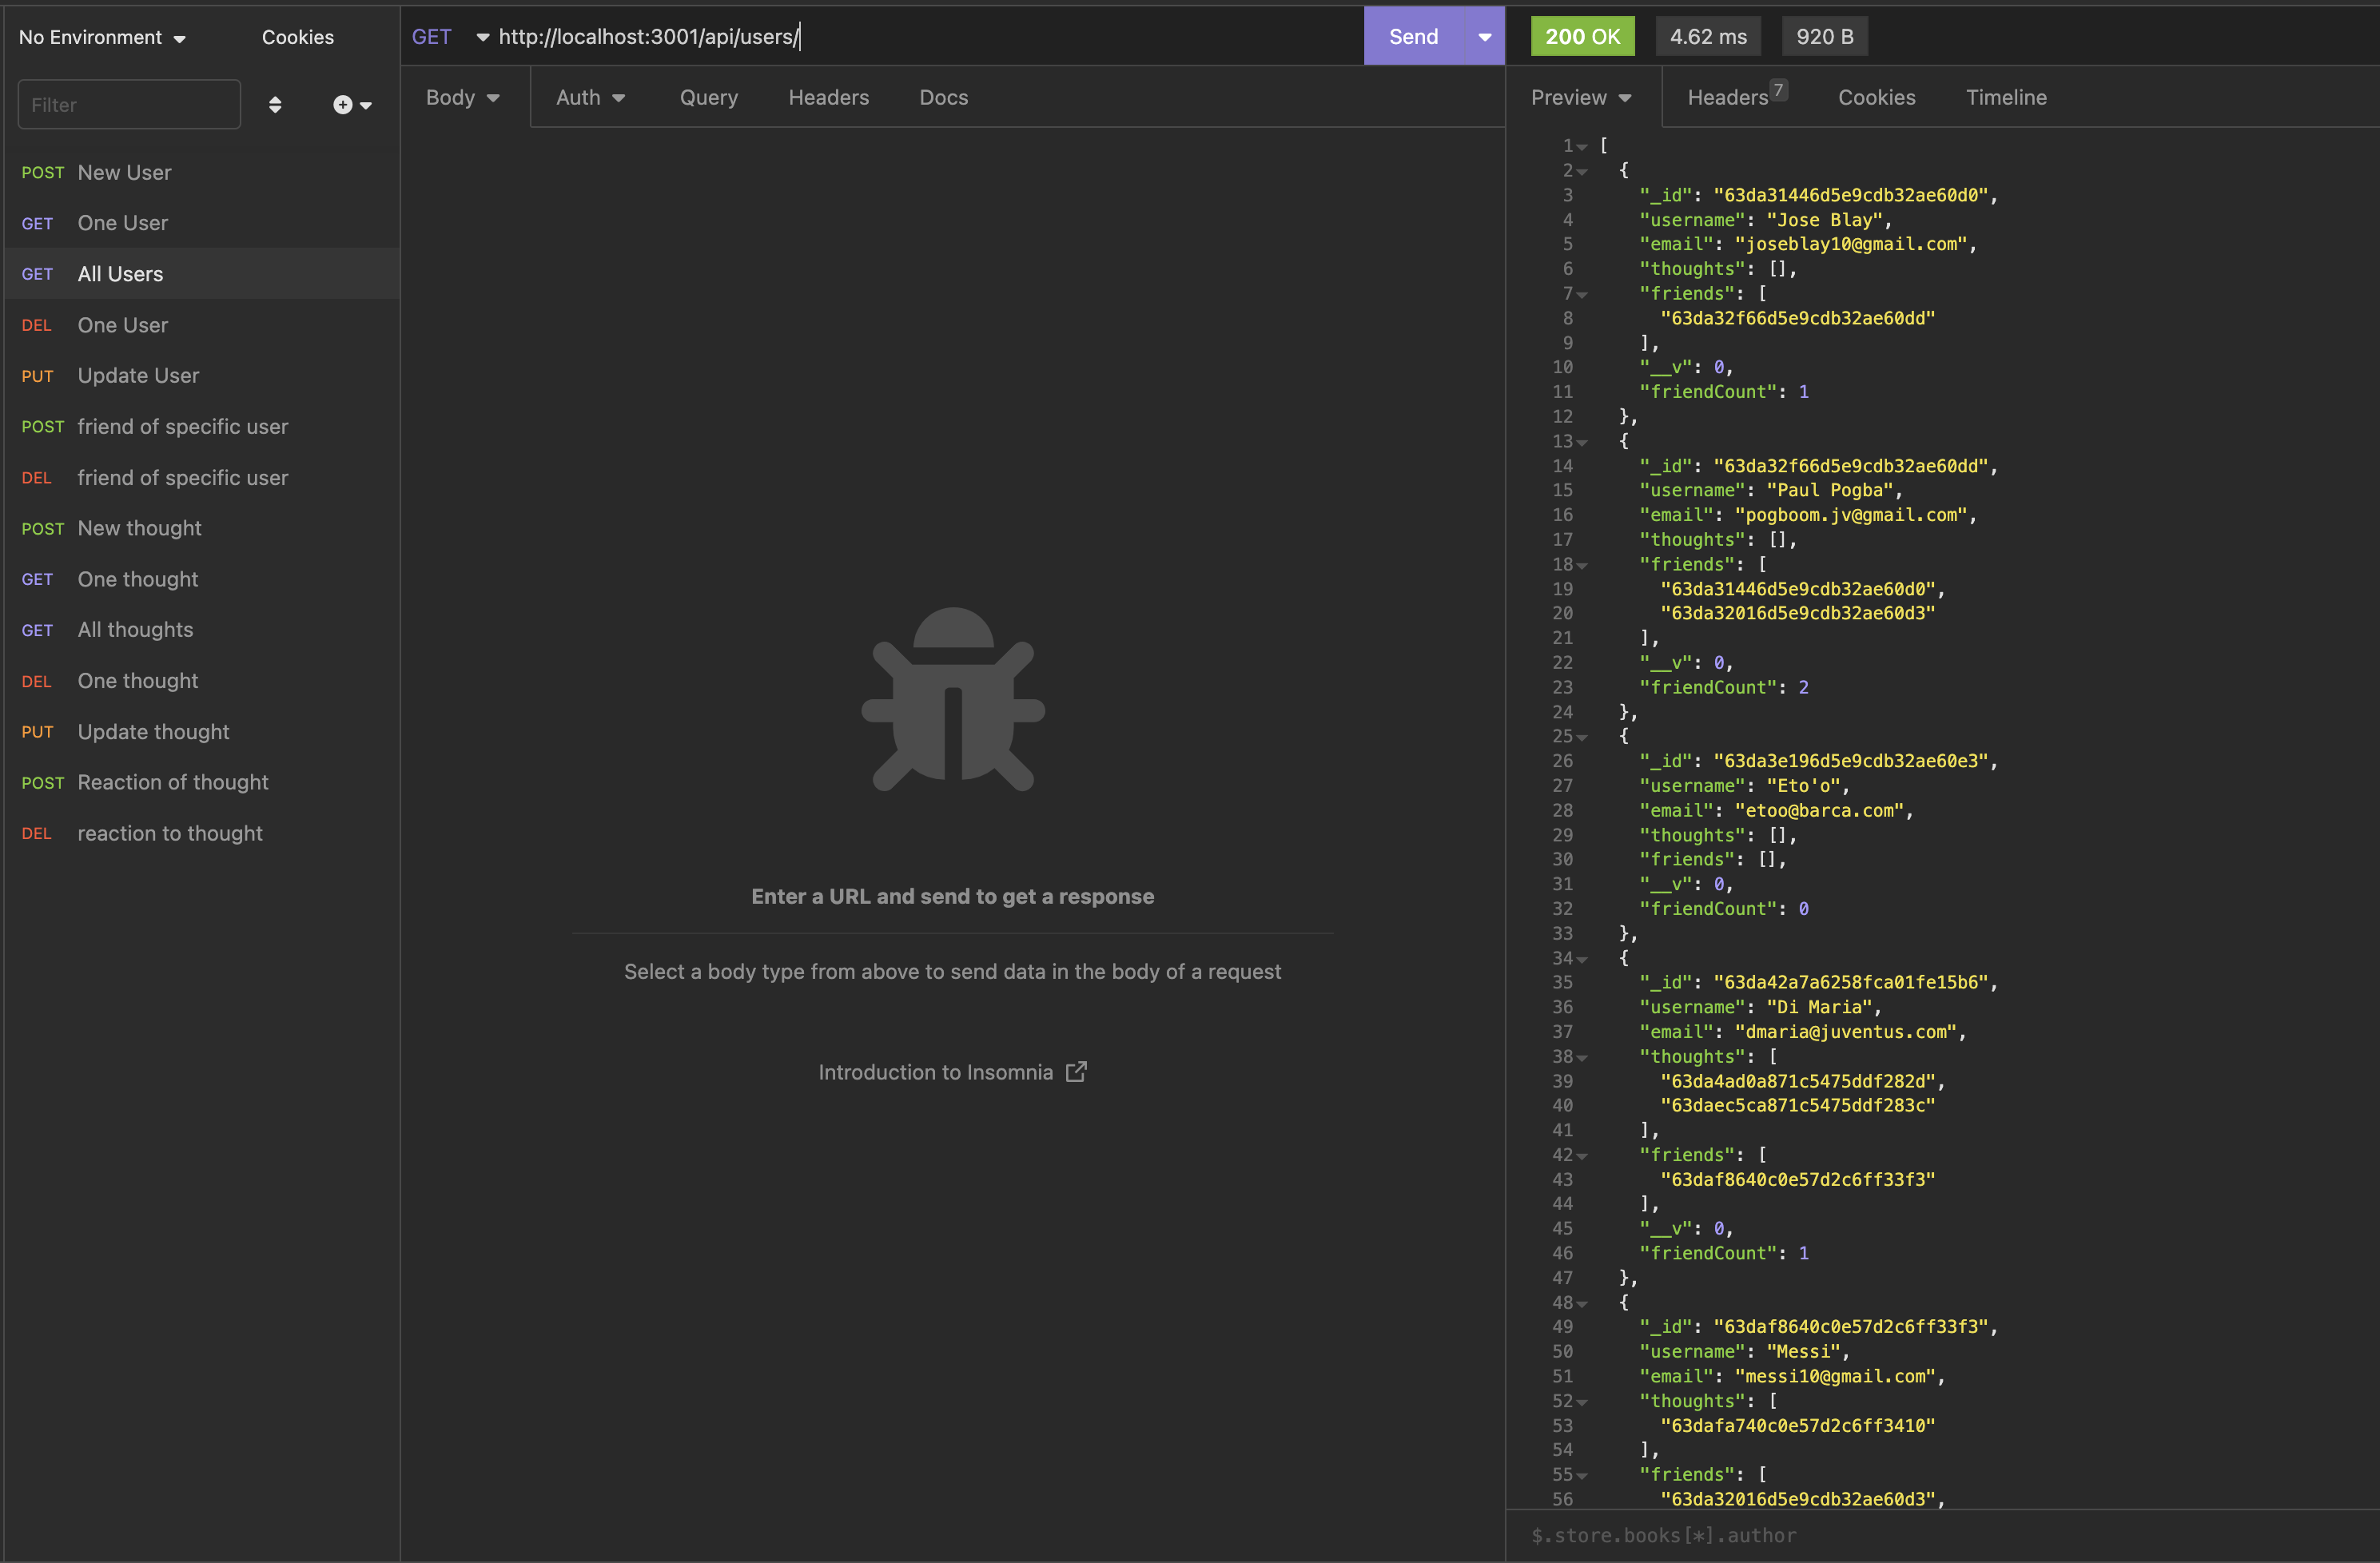 No Environment
Cookies
Filter
POST New User
GET One User
GET All Users
DEL One User
PUT Update User
POST friend of specific user
DEL friend of specific user
POST New thought
GET One thought
GET All thoughts
DEL One thought
PUT Update thought
POST Reaction of thought
DEL reaction to thought
GET http://localhost:3001/api/users/
Send
Body Auth Query Headers Docs
Enter a URL and send to get a response
Select a body type from above to send data in the body of a request
Introduction to Insomnia
200 OK 4.62 ms 920 B
Preview Headers 7 Cookies Timeline
1 [
2 {
3 "_id": "63da31446d5e9cdb32ae60d0",
4 "username": "Jose Blay",
5 "email": "joseblay10@gmail.com",
6 "thoughts": [],
7 "friends": [
8 "63da32f66d5e9cdb32ae60dd"
9 ],
10 "__v": 0,
11 "friendCount": 1
12 },
13 {
14 "_id": "63da32f66d5e9cdb32ae60dd",
15 "username": "Paul Pogba",
16 "email": "pogboom.jv@gmail.com",
17 "thoughts": [],
18 "friends": [
19 "63da31446d5e9cdb32ae60d0",
20 "63da32016d5e9cdb32ae60d3"
21 ],
22 "__v": 0,
23 "friendCount": 2
24 },
25 {
26 "_id": "63da3e196d5e9cdb32ae60e3",
27 "username": "Eto'o",
28 "email": "etoo@barca.com",
29 "thoughts": [],
30 "friends": [],
31 "__v": 0,
32 "friendCount": 0
33 },
34 {
35 "_id": "63da42a7a6258fca01fe15b6",
36 "username": "Di Maria",
37 "email": "dmaria@juventus.com",
38 "thoughts": [
39 "63da4ad0a871c5475ddf282d",
40 "63daec5ca871c5475ddf283c"
41 ],
42 "friends": [
43 "63daf8640c0e57d2c6ff33f3"
44 ],
45 "__v": 0,
46 "friendCount": 1
47 },
48 {
49 "_id": "63daf8640c0e57d2c6ff33f3",
50 "username": "Messi",
51 "email": "messi10@gmail.com",
52 "thoughts": [
53 "63dafa740c0e57d2c6ff3410"
54 ],
55 "friends": [
56 "63da32016d5e9cdb32ae60d3",
$.store.books[*].author